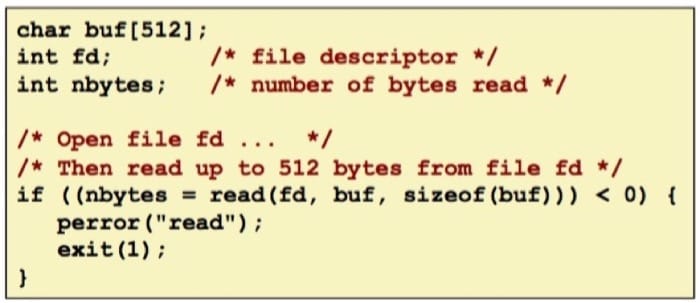 char buf[512];
int fd;        /* file descriptor */
int nbytes;    /* number of bytes read */

/* Open file fd ...  */
/* Then read up to 512 bytes from file fd */
if ((nbytes = read(fd, buf, sizeof(buf))) < 0) {
   perror("read");
   exit(1);
}